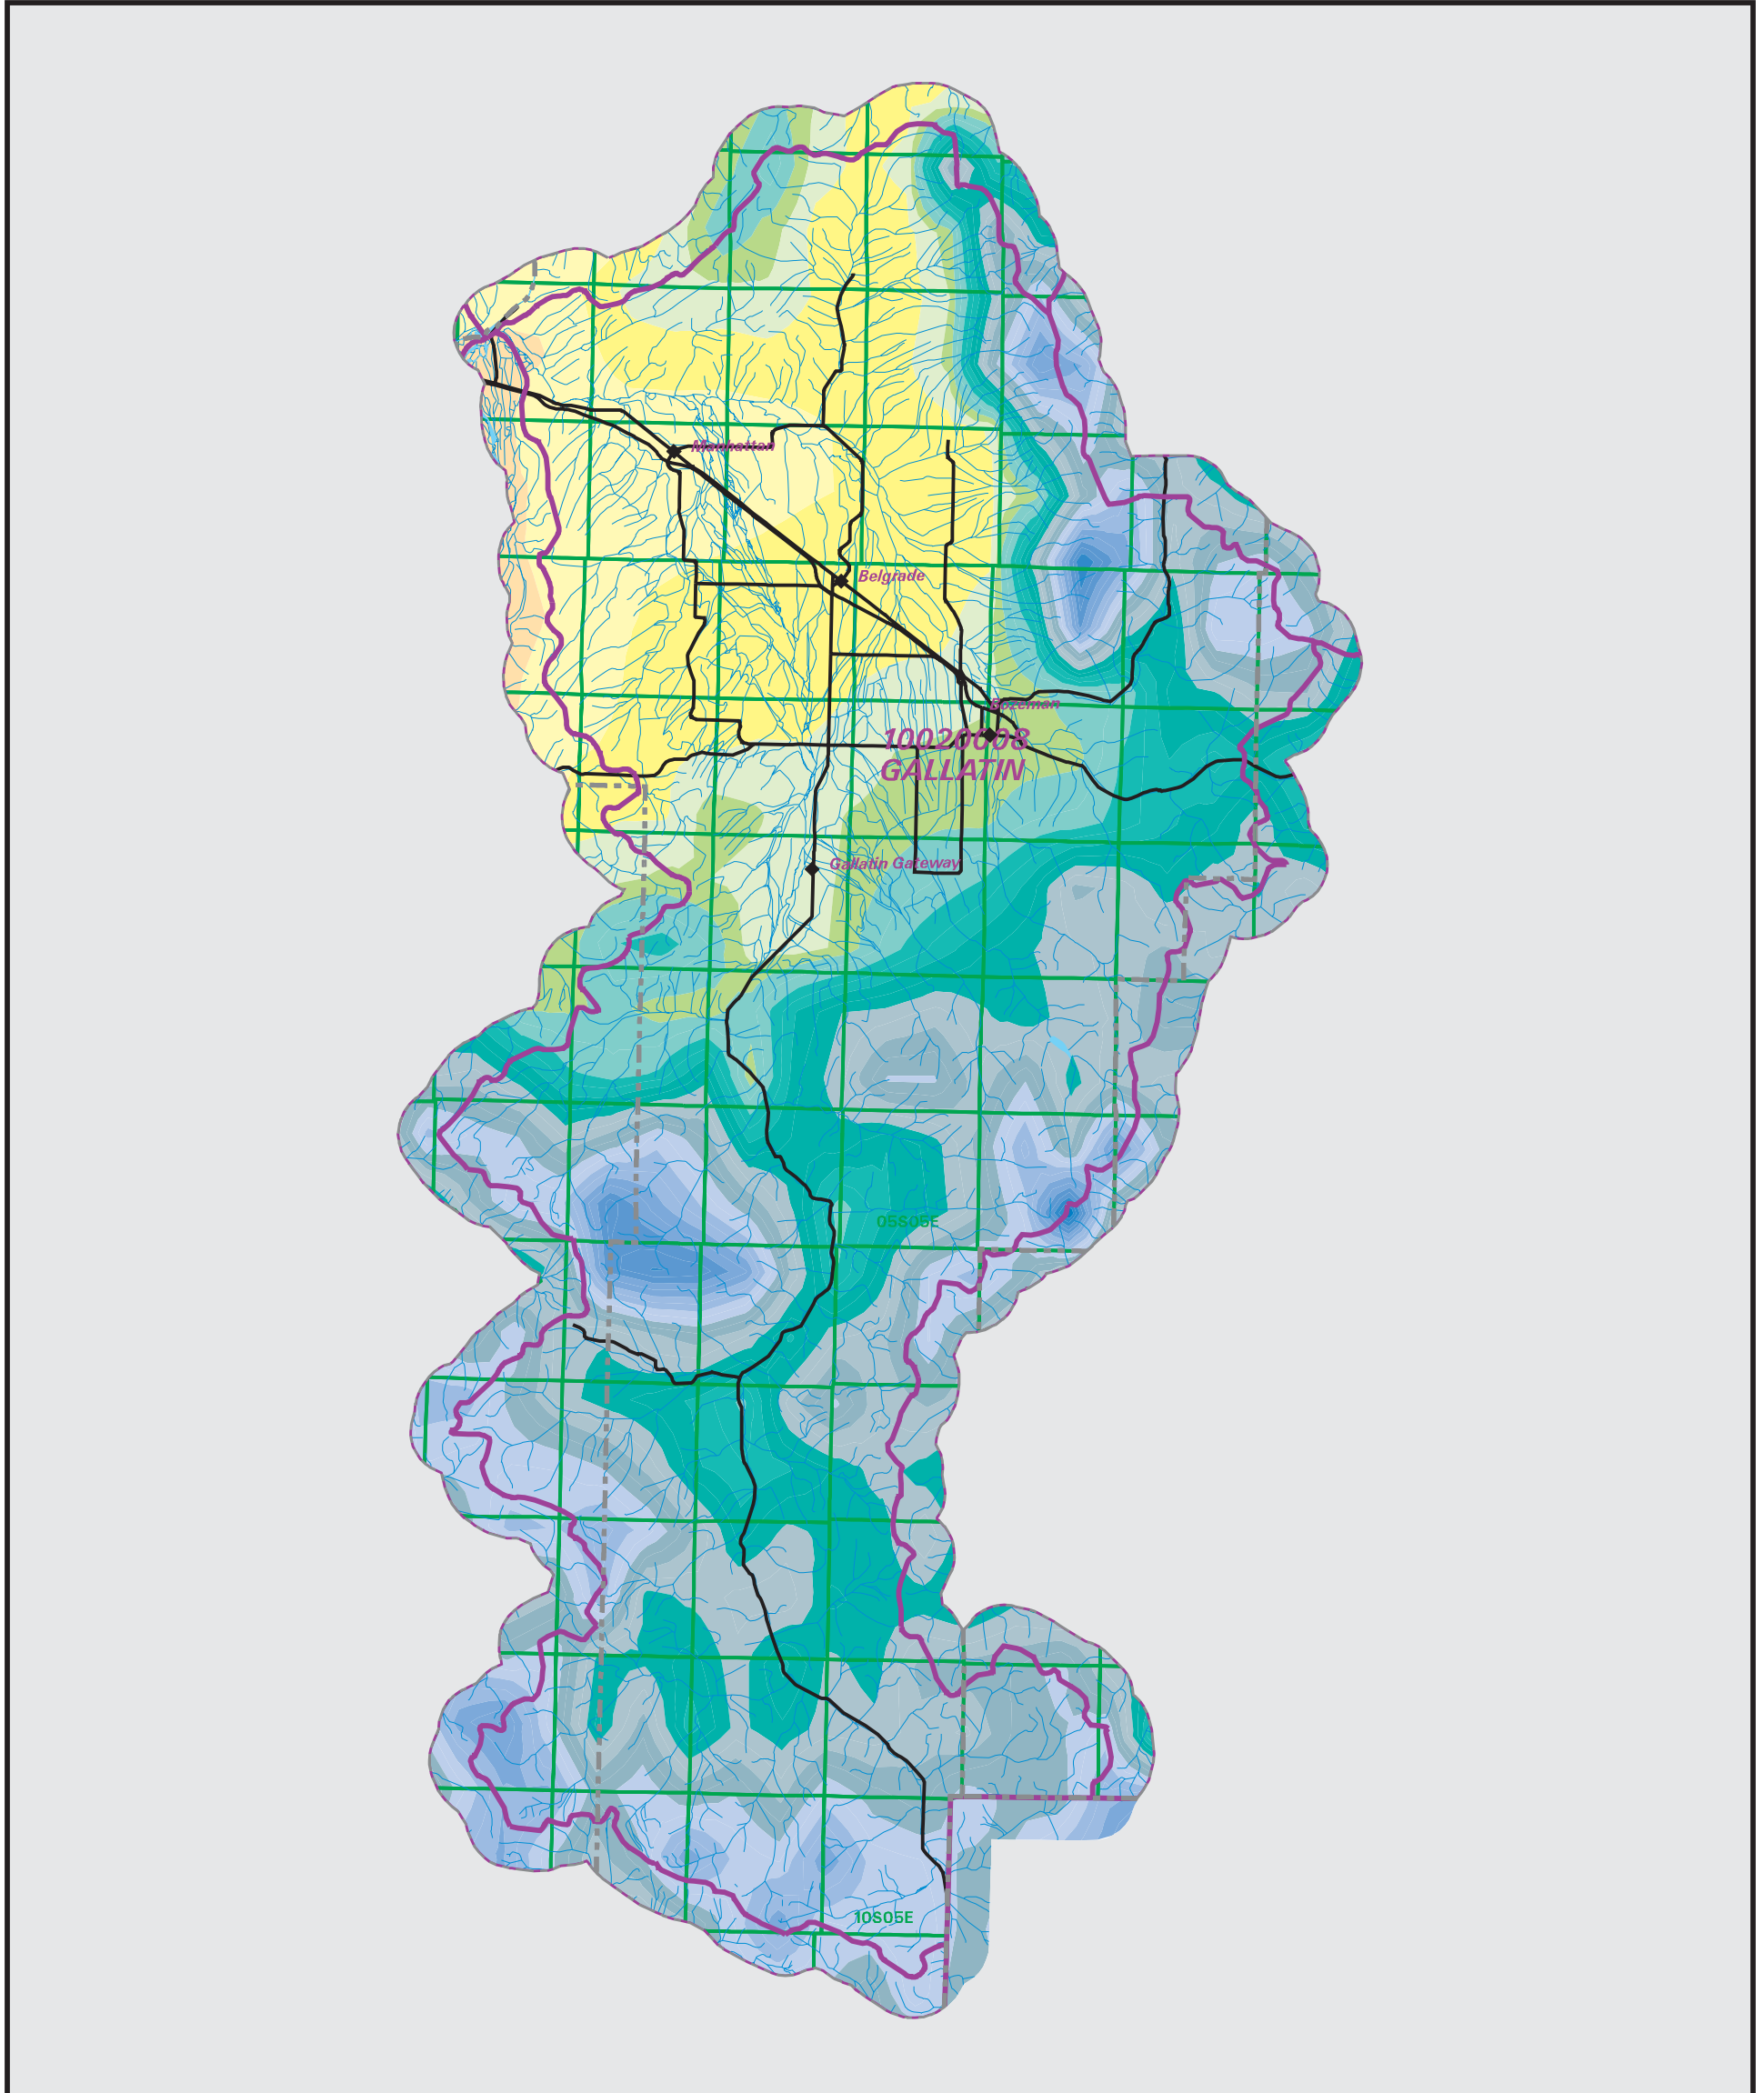 Manhattan
Belgrade
Bozeman
10020008
GALLATIN
Gallatin Gateway
05S05E
10S05E